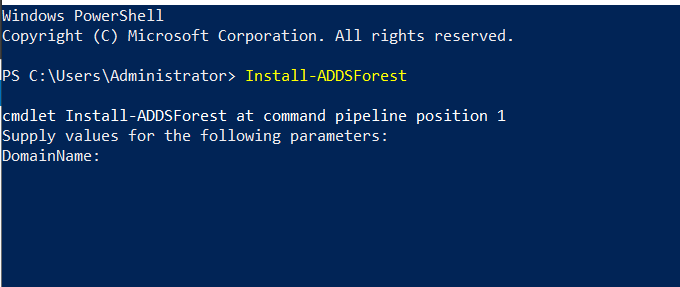 Windows PowerShell
Copyright (C) Microsoft Corporation. All rights reserved.
PS C:\Users\Administrator> Install-ADDSForest
cmdlet Install-ADDSForest at command pipeline position 1
Supply values for the following parameters:
DomainName: